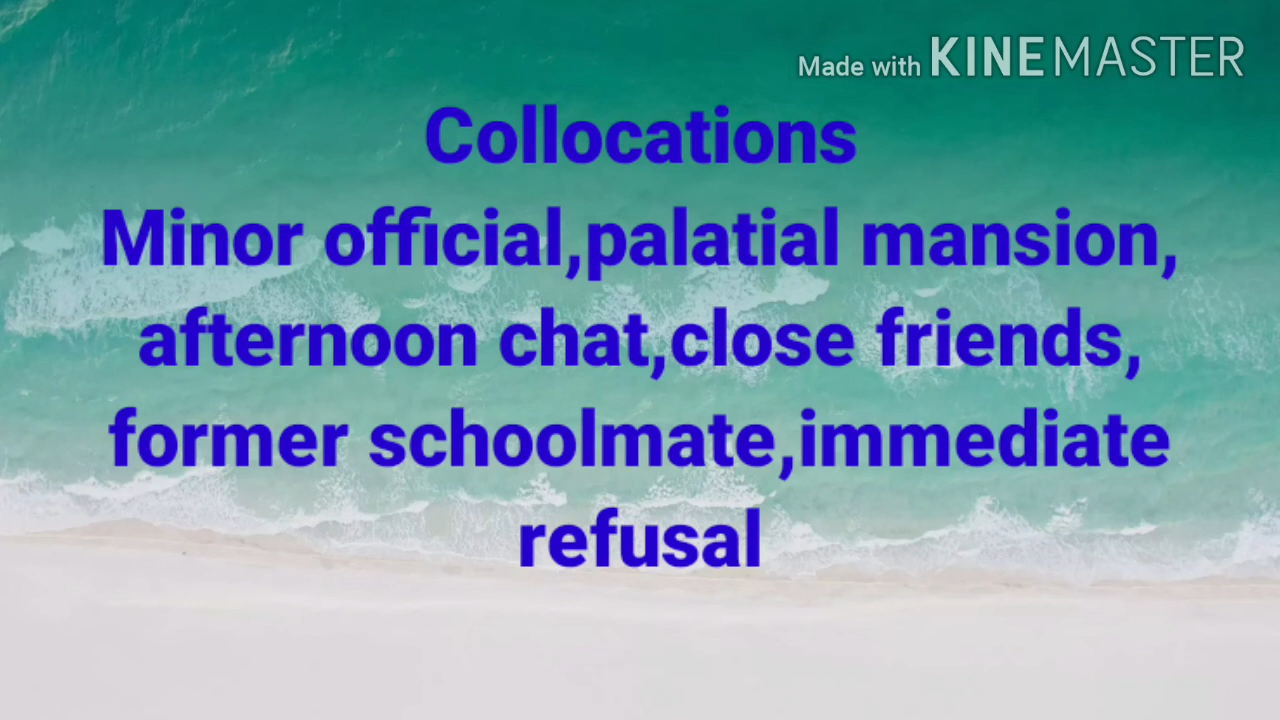 Made with KINEMASTER
Collocations
Minor official,palatial mansion,
afternoon chat,close friends,
former schoolmate,immediate
refusal